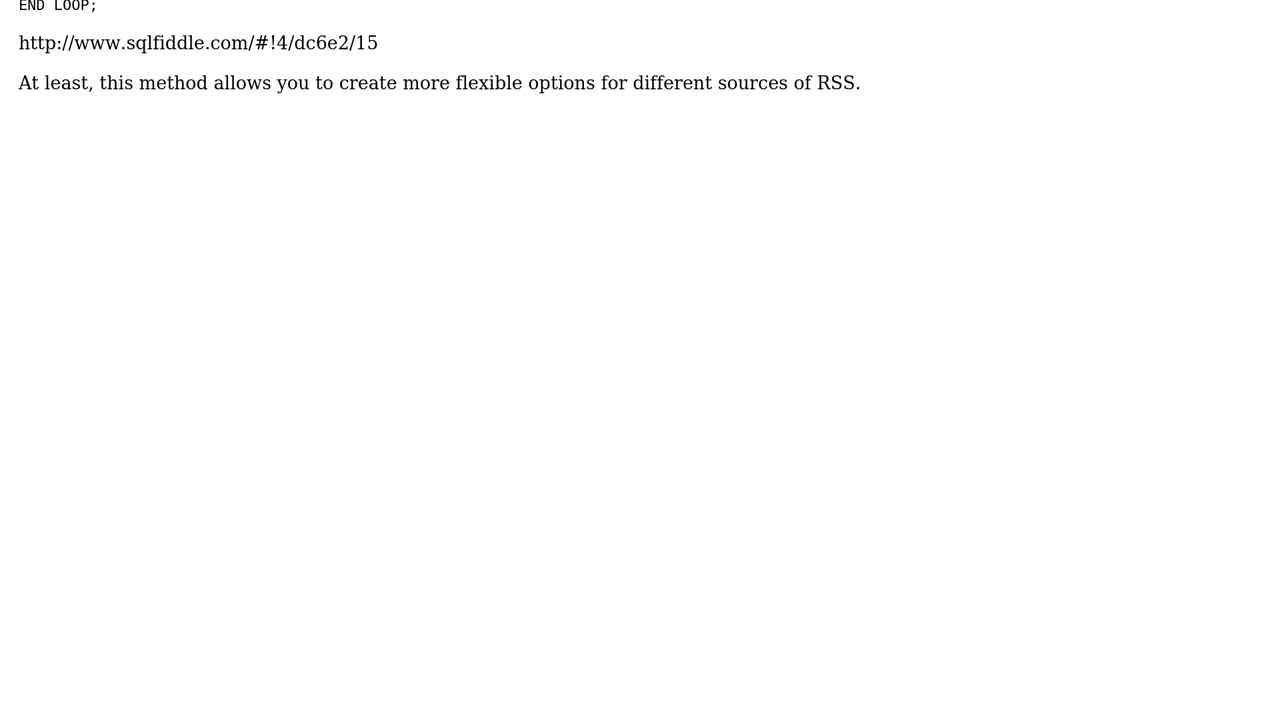 END LOOP;
http://www.sqlfiddle.com/#!4/dc6e2/15
At least, this method allows you to create more flexible options for different sources of RSS.